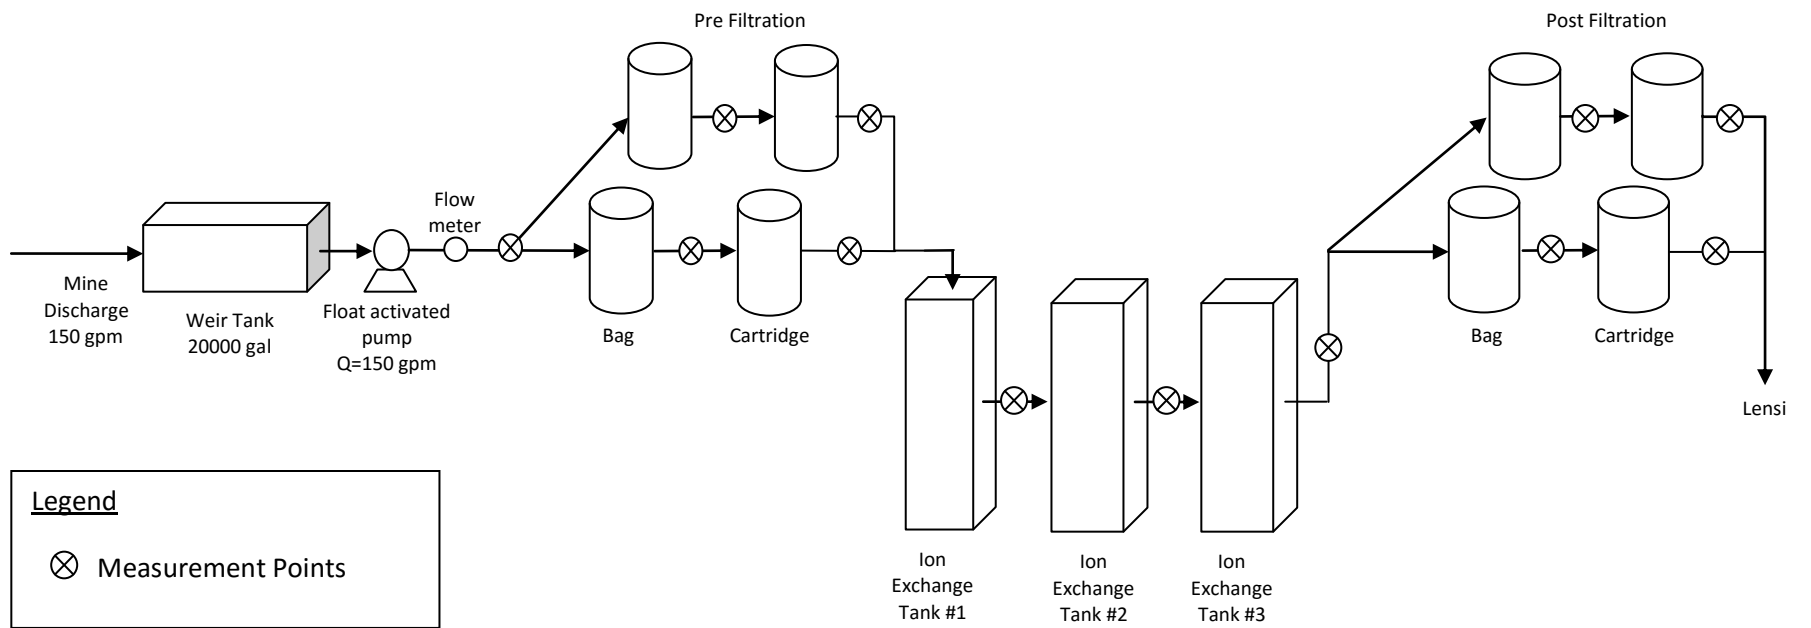 Pre Filtration
Post Filtration
Flow
meter
Mine
Discharge
150 gpm
Weir Tank
20000 gal
Float activated
pump
Q=150 gpm
Bag
Cartridge
Bag
Cartridge
Lensi
Legend
Measurement Points
Ion
Exchange
Tank #1
Ion
Exchange
Tank #2
Ion
Exchange
Tank #3